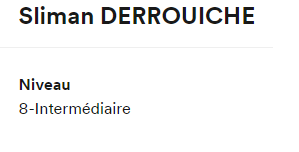 Sliman DERROUICHE
Niveau
8-Intermédiaire